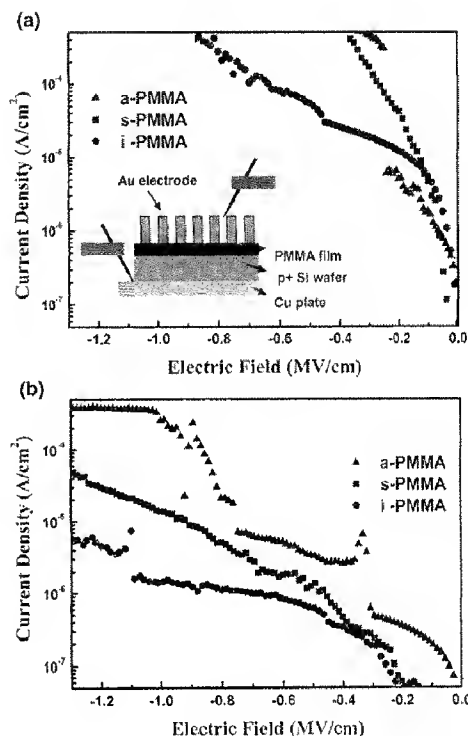 (a)
Current Density (A/cm²)
10⁻⁴
10⁻⁵
10⁻⁶
10⁻⁷
a-PMMA
s-PMMA
i -PMMA
Au electrode
PMMA film
p+ Si wafer
Cu plate
-1.2 -1.0 -0.8 -0.6 -0.4 -0.2 0.0
Electric Field (MV/cm)
(b)
Current Density (A/cm²)
10⁻⁴
10⁻⁵
10⁻⁶
10⁻⁷
a-PMMA
s-PMMA
i -PMMA
-1.2 -1.0 -0.8 -0.6 -0.4 -0.2 0.0
Electric Field (MV/cm)